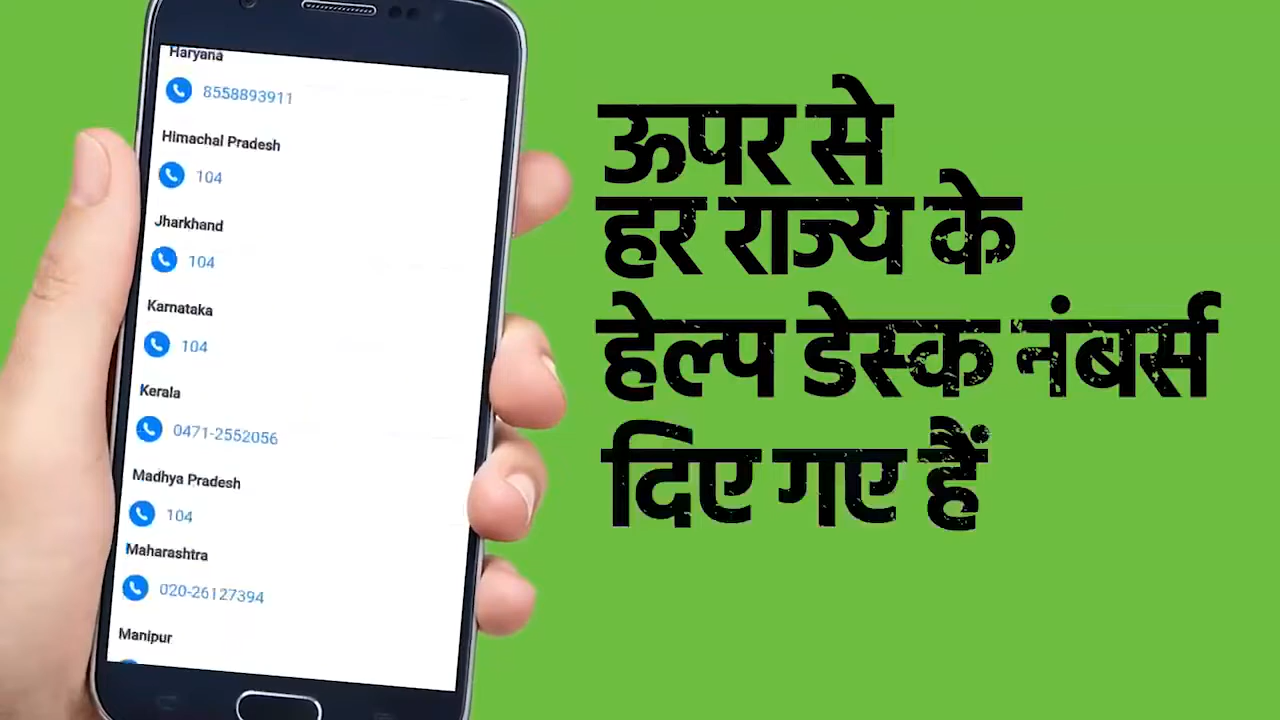 Haryana
8558893911
Himachal Pradesh
104
Jharkhand
104
Karnataka
104
Kerala
0471-2552056
Madhya Pradesh
104
Maharashtra
020-26127394
Manipur
ऊपर से
हर राज्य के
हेल्प डेस्क नंबर्स
दिए गए हैं